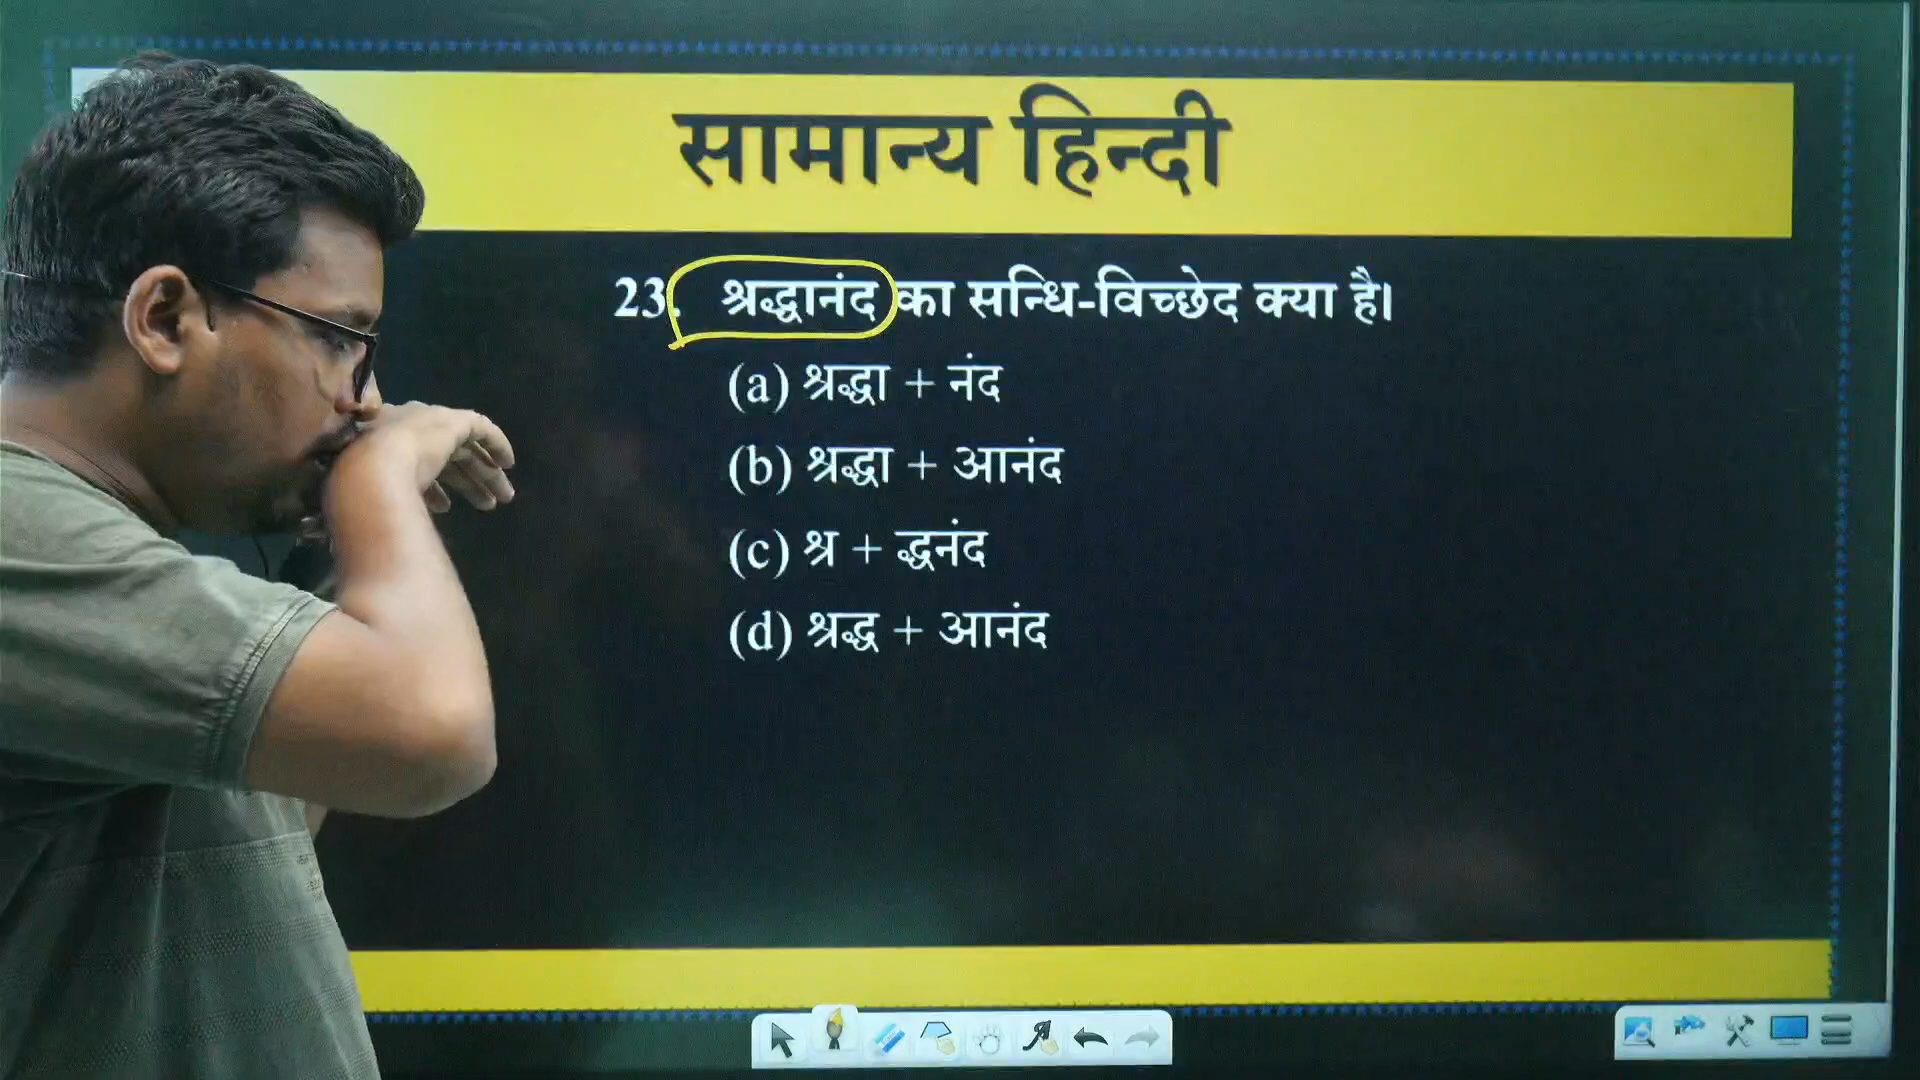 सामान्य हिन्दी
23. श्रद्धानंद का सन्धि-विच्छेद क्या है।
(a) श्रद्धा + नंद
(b) श्रद्धा + आनंद
(c) श्र + द्धनंद
(d) श्रद्ध + आनंद